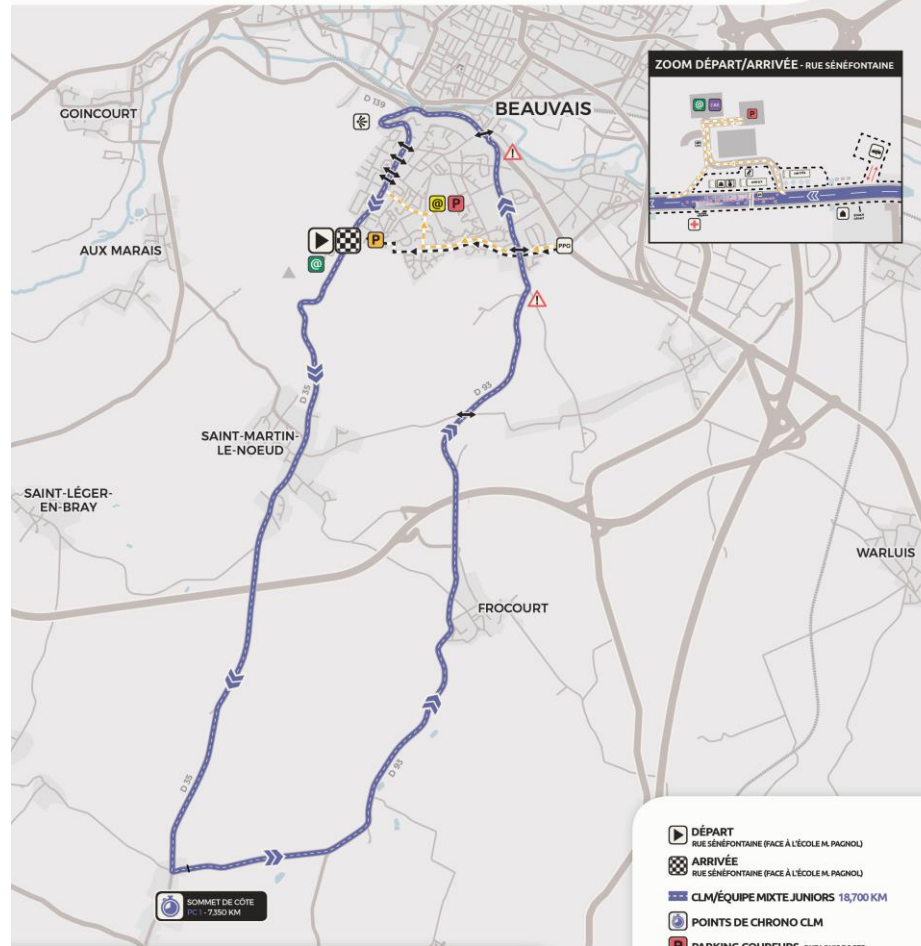 ZOOM DÉPART/ARRIVÉE - RUE SÉNÉFONTAINE
P
BEAUVAIS
GOINCOURT
D 139
@ P
AUX MARAIS
P
PPO
@
D 35
D 93
SAINT-MARTIN-
LE-NOEUD
SAINT-LÉGER-
EN-BRAY
WARLUIS
FROCOURT
D 35
D 93
SOMMET DE CÔTE
PC 1 - 7,350 KM
DÉPART
RUE SÉNÉFONTAINE (FACE À L'ÉCOLE M. PAGNOL)
ARRIVÉE
RUE SÉNÉFONTAINE (FACE À L'ÉCOLE M. PAGNOL)
CLM/ÉQUIPE MIXTE JUNIORS 18,700 KM
POINTS DE CHRONO CLM
P PARKING COUREURS